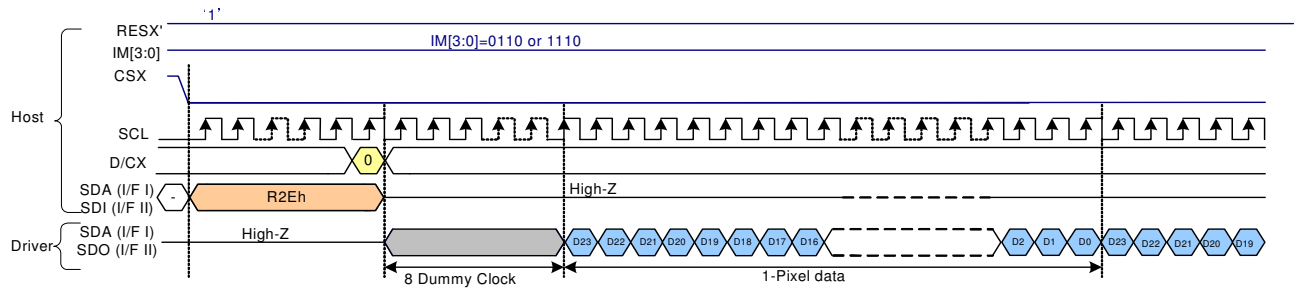 '1'
RESX'
IM[3:0]
IM[3:0]=0110 or 1110
CSX
Host
SCL
D/CX
0
SDA (I/F I)
SDI (I/F II)
-
R2Eh
High-Z
Driver
SDA (I/F I)
SDO (I/F II)
High-Z
D23 D22 D21 D20 D19 D18 D17 D16 D2 D1 D0 D23 D22 D21 D20 D19
8 Dummy Clock
1-Pixel data